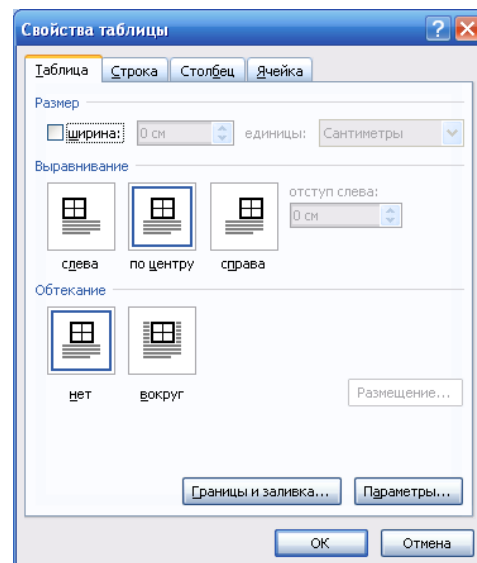 Свойства таблицы
Таблица Строка Столбец Ячейка
Размер
ширина: 0 см единицы: Сантиметры
Выравнивание
отступ слева:
0 см
слева по центру справа
Обтекание
нет вокруг
Размещение...
Границы и заливка... Параметры...
ОК Отмена